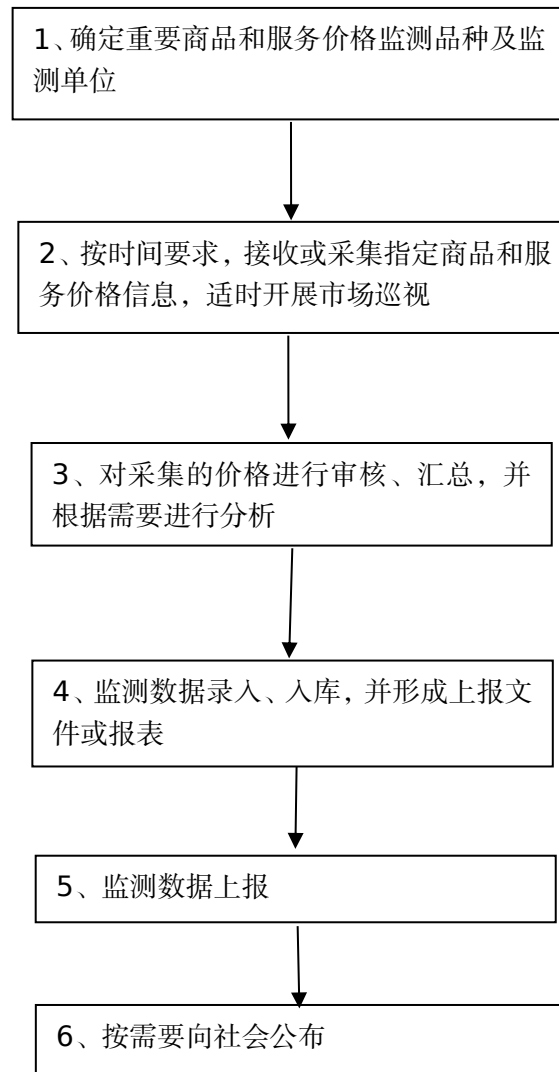 1、确定重要商品和服务价格监测品种及监
测单位
2、按时间要求，接收或采集指定商品和服
务价格信息，适时开展市场巡视
3、对采集的价格进行审核、汇总，并
根据需要进行分析
4、监测数据录入、入库，并形成上报文
件或报表
5、监测数据上报
6、按需要向社会公布